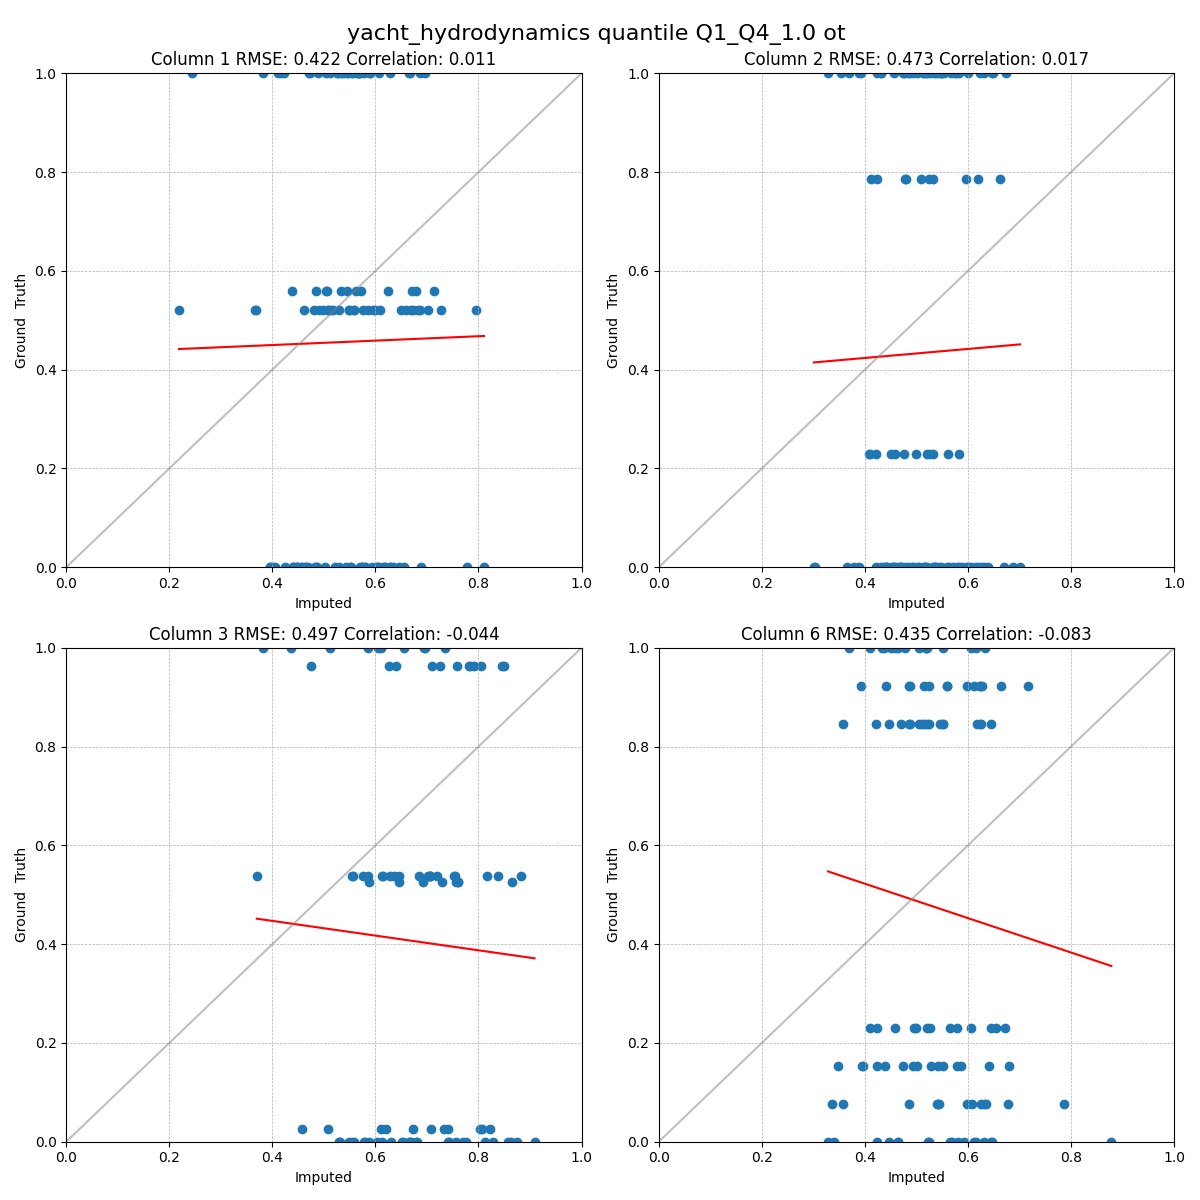 yacht_hydrodynamics quantile Q1_Q4_1.0 ot
Column 1 RMSE: 0.422 Correlation: 0.011
Column 2 RMSE: 0.473 Correlation: 0.017
1.0
0.8
0.6
0.4
0.2
0.0
Ground Truth
0.0 0.2 0.4 0.6 0.8 1.0
Imputed
1.0
0.8
0.6
0.4
0.2
0.0
Ground Truth
0.0 0.2 0.4 0.6 0.8 1.0
Imputed
Column 3 RMSE: 0.497 Correlation: -0.044
Column 6 RMSE: 0.435 Correlation: -0.083
1.0
0.8
0.6
0.4
0.2
0.0
Ground Truth
0.0 0.2 0.4 0.6 0.8 1.0
Imputed
1.0
0.8
0.6
0.4
0.2
0.0
Ground Truth
0.0 0.2 0.4 0.6 0.8 1.0
Imputed